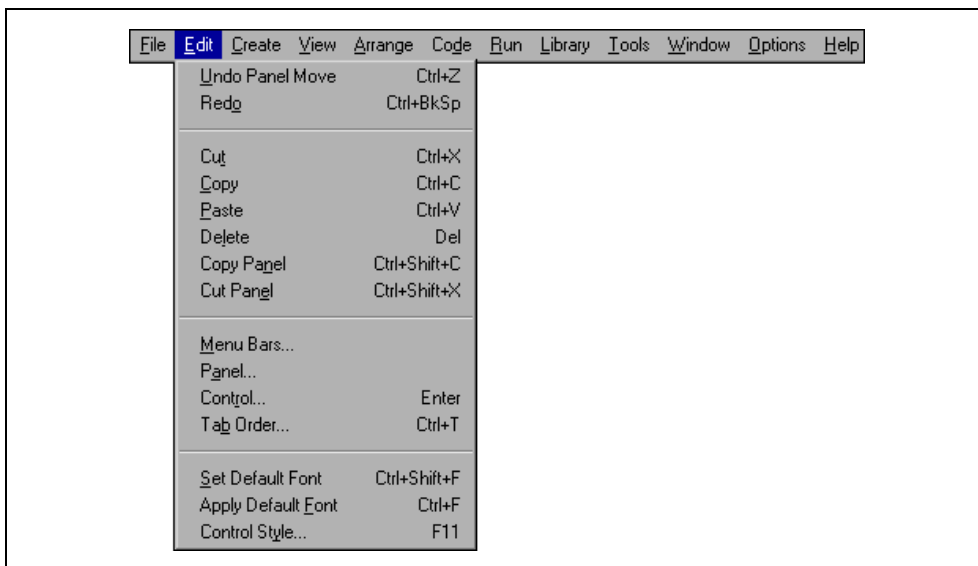 File Edit Create View Arrange Code Run Library Tools Window Options Help
Undo Panel Move Ctrl+Z
Redo Ctrl+BkSp
Cut Ctrl+X
Copy Ctrl+C
Paste Ctrl+V
Delete Del
Copy Panel Ctrl+Shift+C
Cut Panel Ctrl+Shift+X
Menu Bars...
Panel...
Control... Enter
Tab Order... Ctrl+T
Set Default Font Ctrl+Shift+F
Apply Default Font Ctrl+F
Control Style... F11